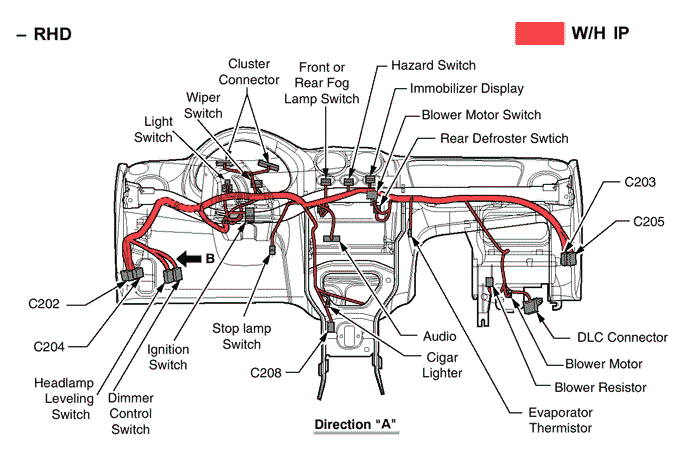 – RHD
W/H IP
Cluster
Connector
Front or
Rear Fog
Lamp Switch
Hazard Switch
Immobilizer Display
Wiper
Switch
Blower Motor Switch
Light
Switch
Rear Defroster Swtich
C203
C205
B
C202
C204
Stop lamp
Switch
Ignition
Switch
Audio
DLC Connector
C208
Cigar
Lighter
Blower Motor
Headlamp
Leveling
Switch
Dimmer
Control
Switch
Blower Resistor
Evaporator
Thermistor
Direction "A"